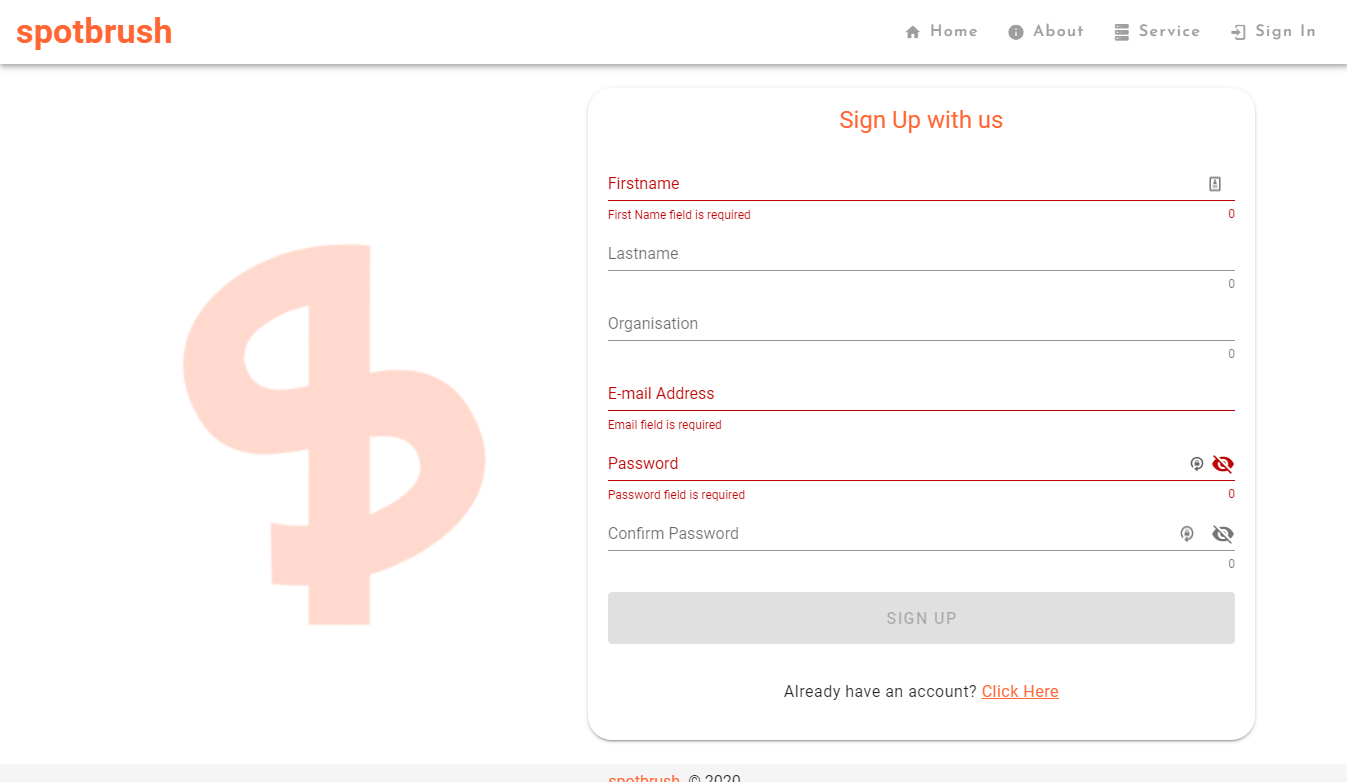 spotbrush
Home About Service Sign In
Sign Up with us
Firstname
First Name field is required 0
Lastname
0
Organisation
0
E-mail Address
Email field is required
Password
Password field is required 0
Confirm Password
0
SIGN UP
Already have an account? Click Here
spotbrush © 2020